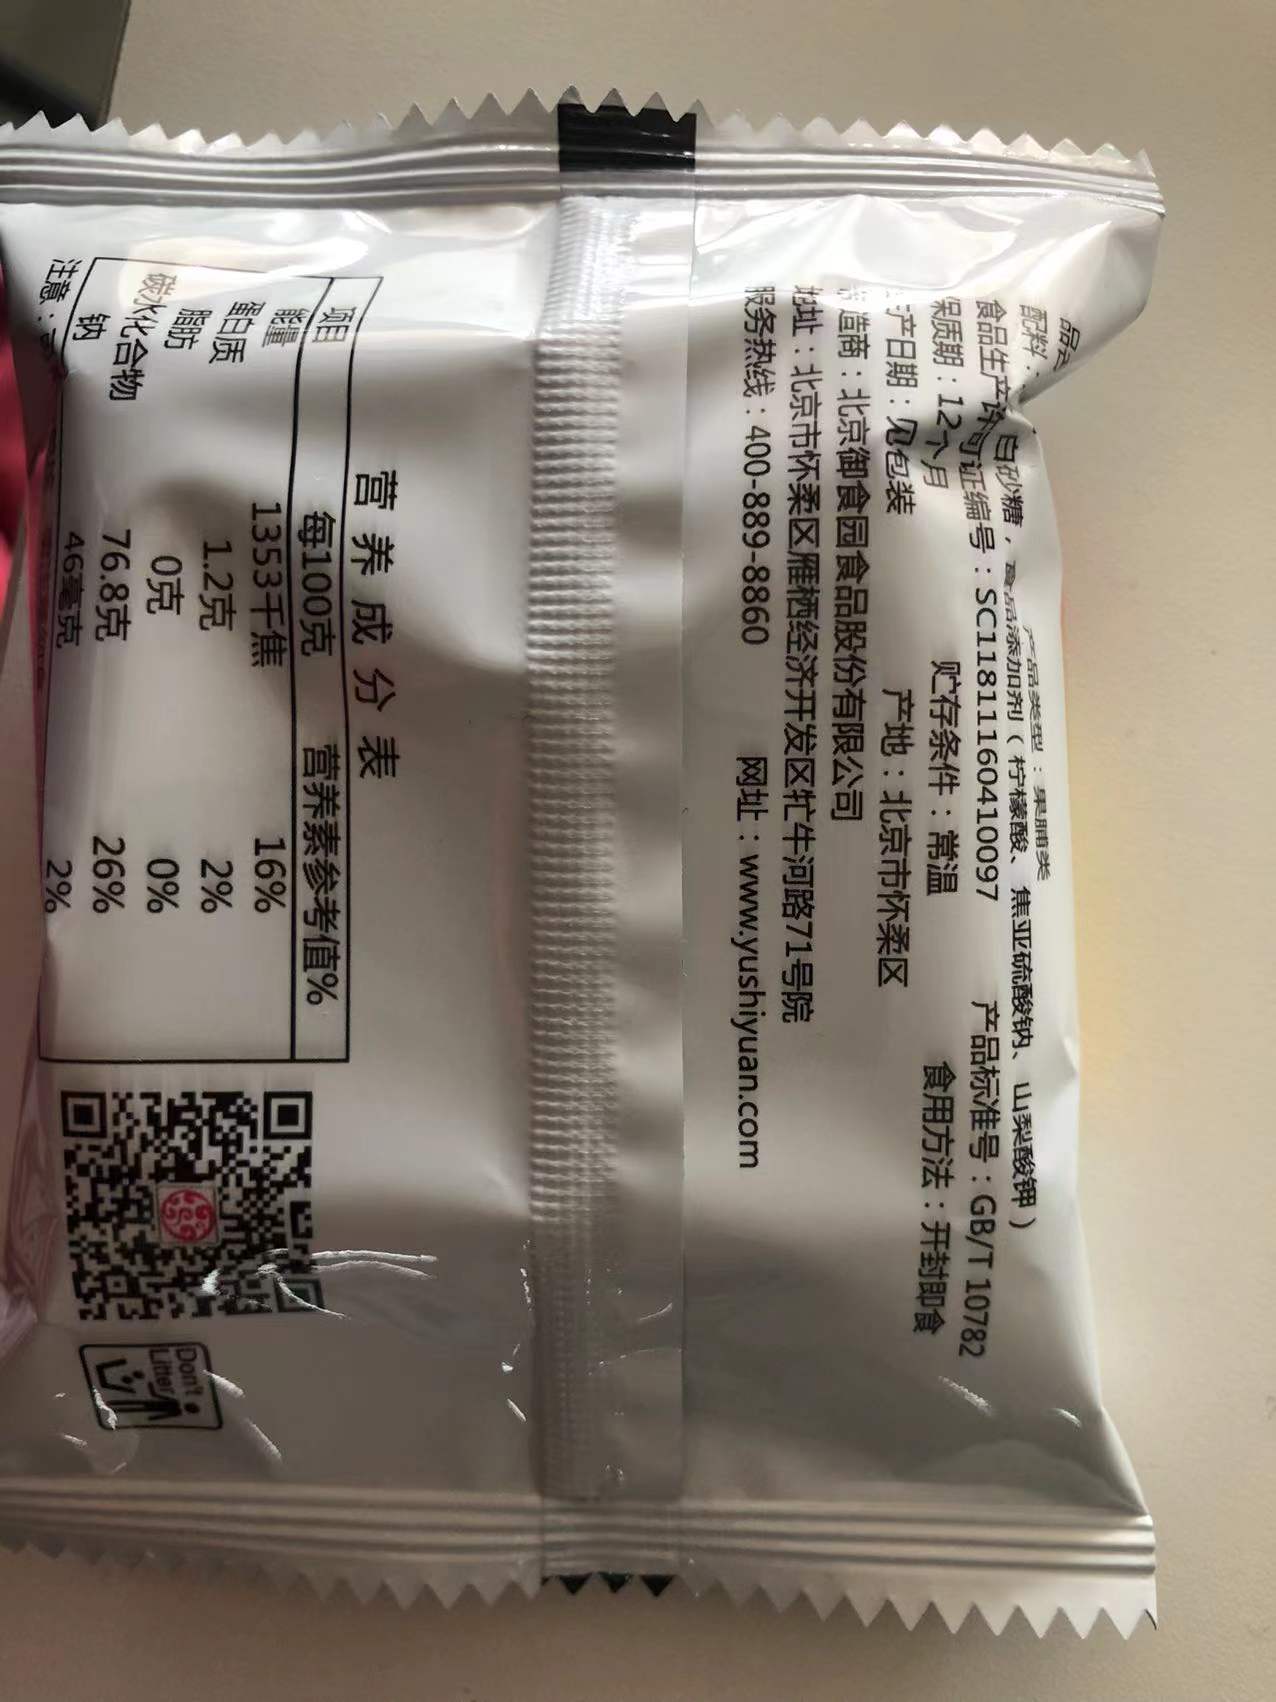 品
产品类型：果脯类
配料：
白砂糖，食品添加剂（柠檬酸、焦亚硫酸钠、山梨酸钾）
食品生产许可证编号：SC11811160410097 产品标准号：GB/T 10782
保质期：12个月 贮存条件：常温 食用方法：开封即食
产日期：见包装 产地：北京市怀柔区
造商：北京御食园食品股份有限公司
地址：北京市怀柔区雁栖经济开发区牤牛河路71号院
服务热线：400-889-8860 网址：www.yushiyuan.com
营养成分表
项目 每100克 营养素参考值%
能量 1353千焦 16%
蛋白质 1.2克 2%
脂肪 0克 0%
碳水化合物 76.8克 26%
钠 46毫克 2%
注意：
Don't
Litter